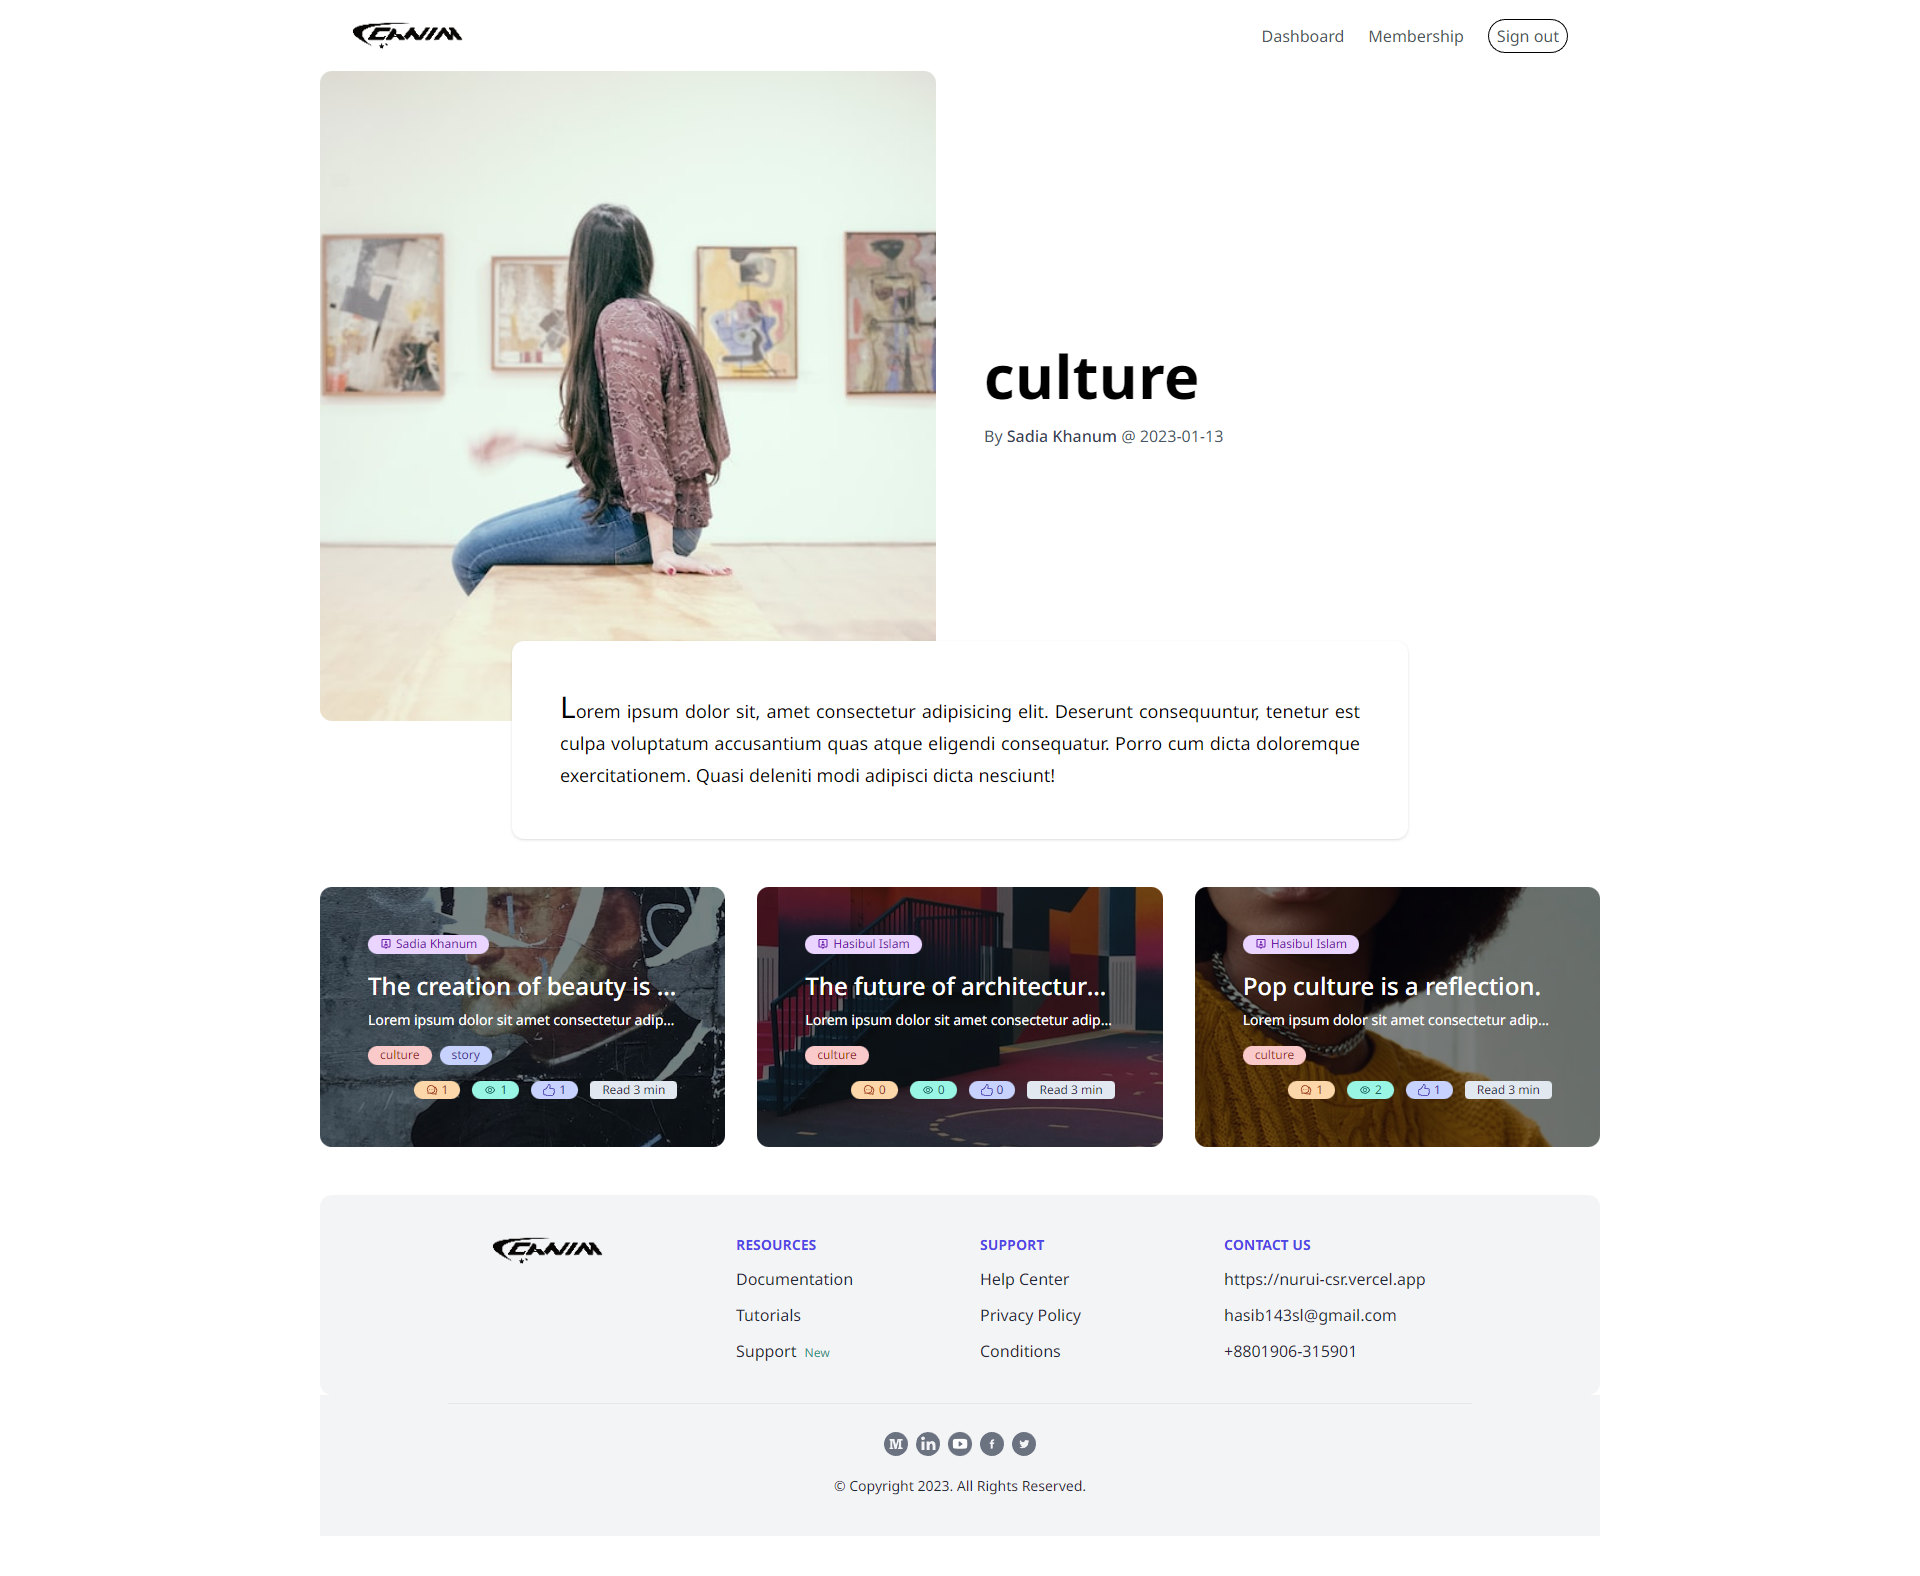 CANIM
Dashboard Membership Sign out
culture
By Sadia Khanum @ 2023-01-13
Lorem ipsum dolor sit, amet consectetur adipisicing elit. Deserunt consequuntur, tenetur est
culpa voluptatum accusantium quas atque eligendi consequatur. Porro cum dicta doloremque
exercitationem. Quasi deleniti modi adipisci dicta nesciunt!
Sadia Khanum
The creation of beauty is ...
Lorem ipsum dolor sit amet consectetur adip...
culture story
1 1 1 Read 3 min
Hasibul Islam
The future of architectur...
Lorem ipsum dolor sit amet consectetur adip...
culture
0 0 0 Read 3 min
Hasibul Islam
Pop culture is a reflection.
Lorem ipsum dolor sit amet consectetur adip...
culture
1 2 1 Read 3 min
CANIM
RESOURCES
Documentation
Tutorials
Support New
SUPPORT
Help Center
Privacy Policy
Conditions
CONTACT US
https://nurui-csr.vercel.app
hasib143sl@gmail.com
+8801906-315901
© Copyright 2023. All Rights Reserved.